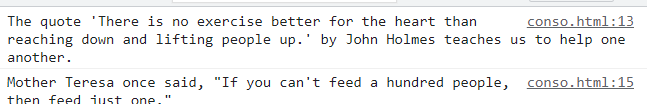 The quote 'There is no exercise better for the heart than conso.html:13
reaching down and lifting people up.' by John Holmes teaches us to help one
another.
Mother Teresa once said, "If you can't feed a hundred people, conso.html:15
then feed just one."